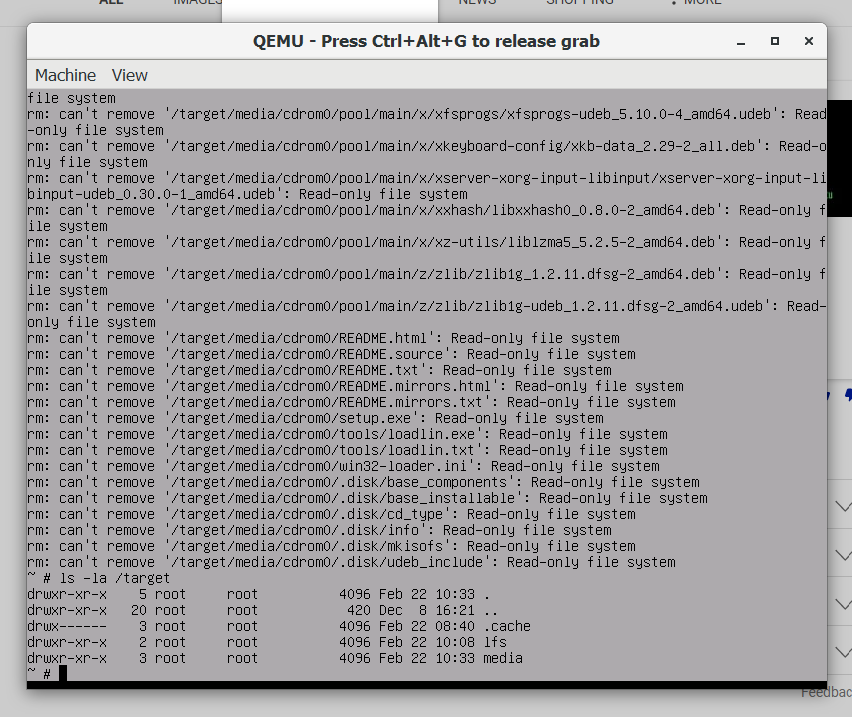 ALL IMAGES NEWS SHOPPING MORE
QEMU - Press Ctrl+Alt+G to release grab
Machine View
file system
rm: can't remove '/target/media/cdrom0/pool/main/x/xfsprogs/xfsprogs-udeb_5.10.0-4_amd64.udeb': Read
-only file system
rm: can't remove '/target/media/cdrom0/pool/main/x/xkeyboard-config/xkb-data_2.29-2_all.deb': Read-o
nly file system
rm: can't remove '/target/media/cdrom0/pool/main/x/xserver-xorg-input-libinput/xserver-xorg-input-li
binput-udeb_0.30.0-1_amd64.udeb': Read-only file system
rm: can't remove '/target/media/cdrom0/pool/main/x/xxhash/libxxhash0_0.8.0-2_amd64.deb': Read-only f
ile system
rm: can't remove '/target/media/cdrom0/pool/main/x/xz-utils/liblzma5_5.2.5-2_amd64.deb': Read-only f
ile system
rm: can't remove '/target/media/cdrom0/pool/main/z/zlib/zlib1g_1.2.11.dfsg-2_amd64.deb': Read-only f
ile system
rm: can't remove '/target/media/cdrom0/pool/main/z/zlib/zlib1g-udeb_1.2.11.dfsg-2_amd64.udeb': Read-
only file system
rm: can't remove '/target/media/cdrom0/README.html': Read-only file system
rm: can't remove '/target/media/cdrom0/README.source': Read-only file system
rm: can't remove '/target/media/cdrom0/README.txt': Read-only file system
rm: can't remove '/target/media/cdrom0/README.mirrors.html': Read-only file system
rm: can't remove '/target/media/cdrom0/README.mirrors.txt': Read-only file system
rm: can't remove '/target/media/cdrom0/setup.exe': Read-only file system
rm: can't remove '/target/media/cdrom0/tools/loadlin.exe': Read-only file system
rm: can't remove '/target/media/cdrom0/tools/loadlin.txt': Read-only file system
rm: can't remove '/target/media/cdrom0/win32-loader.ini': Read-only file system
rm: can't remove '/target/media/cdrom0/.disk/base_components': Read-only file system
rm: can't remove '/target/media/cdrom0/.disk/base_installable': Read-only file system
rm: can't remove '/target/media/cdrom0/.disk/cd_type': Read-only file system
rm: can't remove '/target/media/cdrom0/.disk/info': Read-only file system
rm: can't remove '/target/media/cdrom0/.disk/mkisofs': Read-only file system
rm: can't remove '/target/media/cdrom0/.disk/udeb_include': Read-only file system
~ # ls -la /target
drwxr-xr-x    5 root     root          4096 Feb 22 10:33 .
drwxr-xr-x   20 root     root           420 Dec  8 16:21 ..
drwx------    3 root     root          4096 Feb 22 08:40 .cache
drwxr-xr-x    2 root     root          4096 Feb 22 10:08 lfs
drwxr-xr-x    3 root     root          4096 Feb 22 10:33 media
~ #
Feedbac